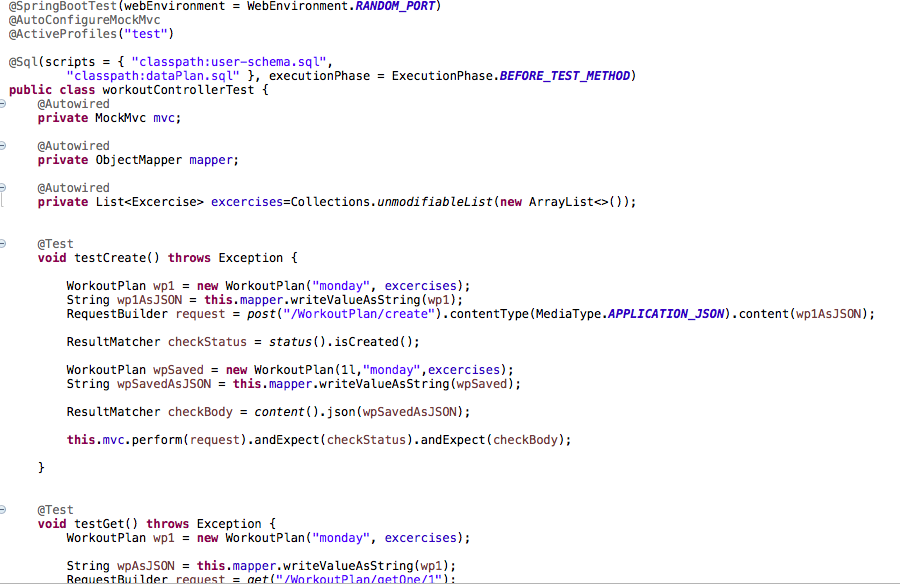 @SpringBootTest(webEnvironment = WebEnvironment.RANDOM_PORT)
@AutoConfigureMockMvc
@ActiveProfiles("test")
@Sql(scripts = { "classpath:user-schema.sql",
"classpath:dataPlan.sql" }, executionPhase = ExecutionPhase.BEFORE_TEST_METHOD)
public class workoutControllerTest {
@Autowired
private MockMvc mvc;
@Autowired
private ObjectMapper mapper;
@Autowired
private List<Excercise> excercises=Collections.unmodifiableList(new ArrayList<>());
@Test
void testCreate() throws Exception {
WorkoutPlan wp1 = new WorkoutPlan("monday", excercises);
String wp1AsJSON = this.mapper.writeValueAsString(wp1);
RequestBuilder request = post("/WorkoutPlan/create").contentType(MediaType.APPLICATION_JSON).content(wp1AsJSON);
ResultMatcher checkStatus = status().isCreated();
WorkoutPlan wpSaved = new WorkoutPlan(1l,"monday",excercises);
String wpSavedAsJSON = this.mapper.writeValueAsString(wpSaved);
ResultMatcher checkBody = content().json(wpSavedAsJSON);
this.mvc.perform(request).andExpect(checkStatus).andExpect(checkBody);
}
@Test
void testGet() throws Exception {
WorkoutPlan wp1 = new WorkoutPlan("monday", excercises);
String wpAsJSON = this.mapper.writeValueAsString(wp1);
RequestBuilder request = get("/WorkoutPlan/getOne/1");